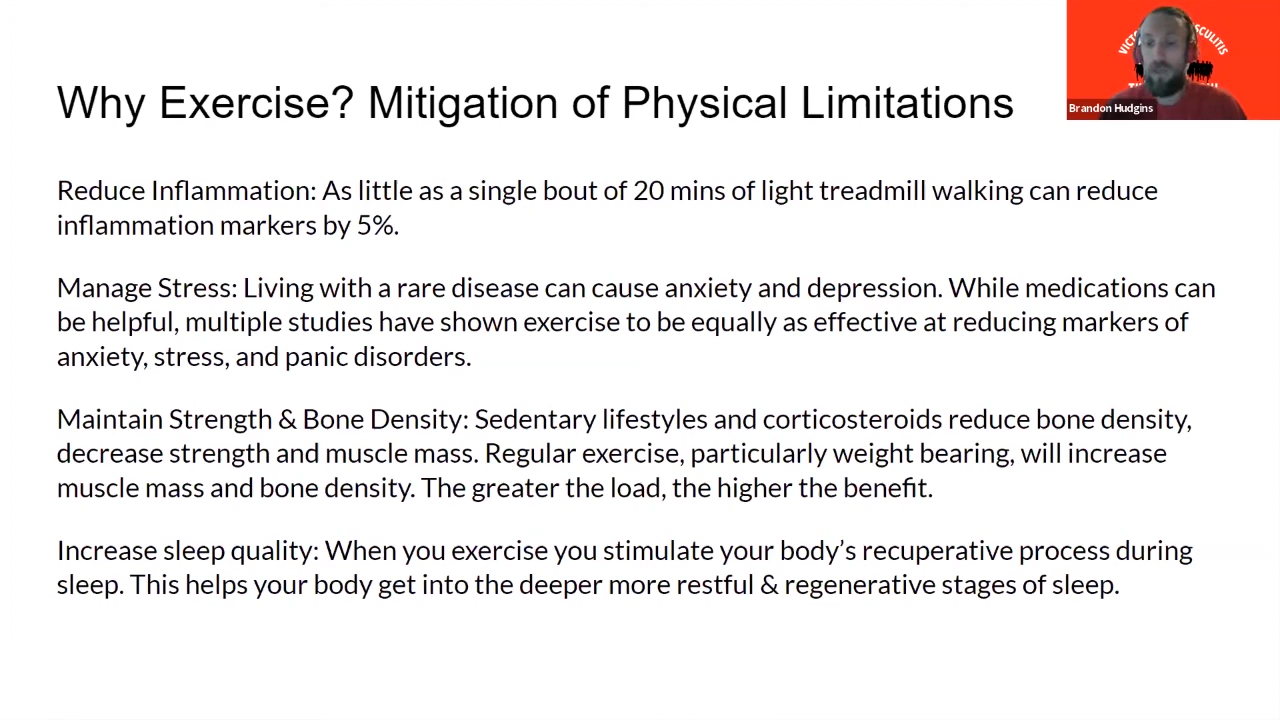 Why Exercise? Mitigation of Physical Limitations
Brandon Hudgins
Reduce Inflammation: As little as a single bout of 20 mins of light treadmill walking can reduce
inflammation markers by 5%.
Manage Stress: Living with a rare disease can cause anxiety and depression. While medications can
be helpful, multiple studies have shown exercise to be equally as effective at reducing markers of
anxiety, stress, and panic disorders.
Maintain Strength & Bone Density: Sedentary lifestyles and corticosteroids reduce bone density,
decrease strength and muscle mass. Regular exercise, particularly weight bearing, will increase
muscle mass and bone density. The greater the load, the higher the benefit.
Increase sleep quality: When you exercise you stimulate your body’s recuperative process during
sleep. This helps your body get into the deeper more restful & regenerative stages of sleep.